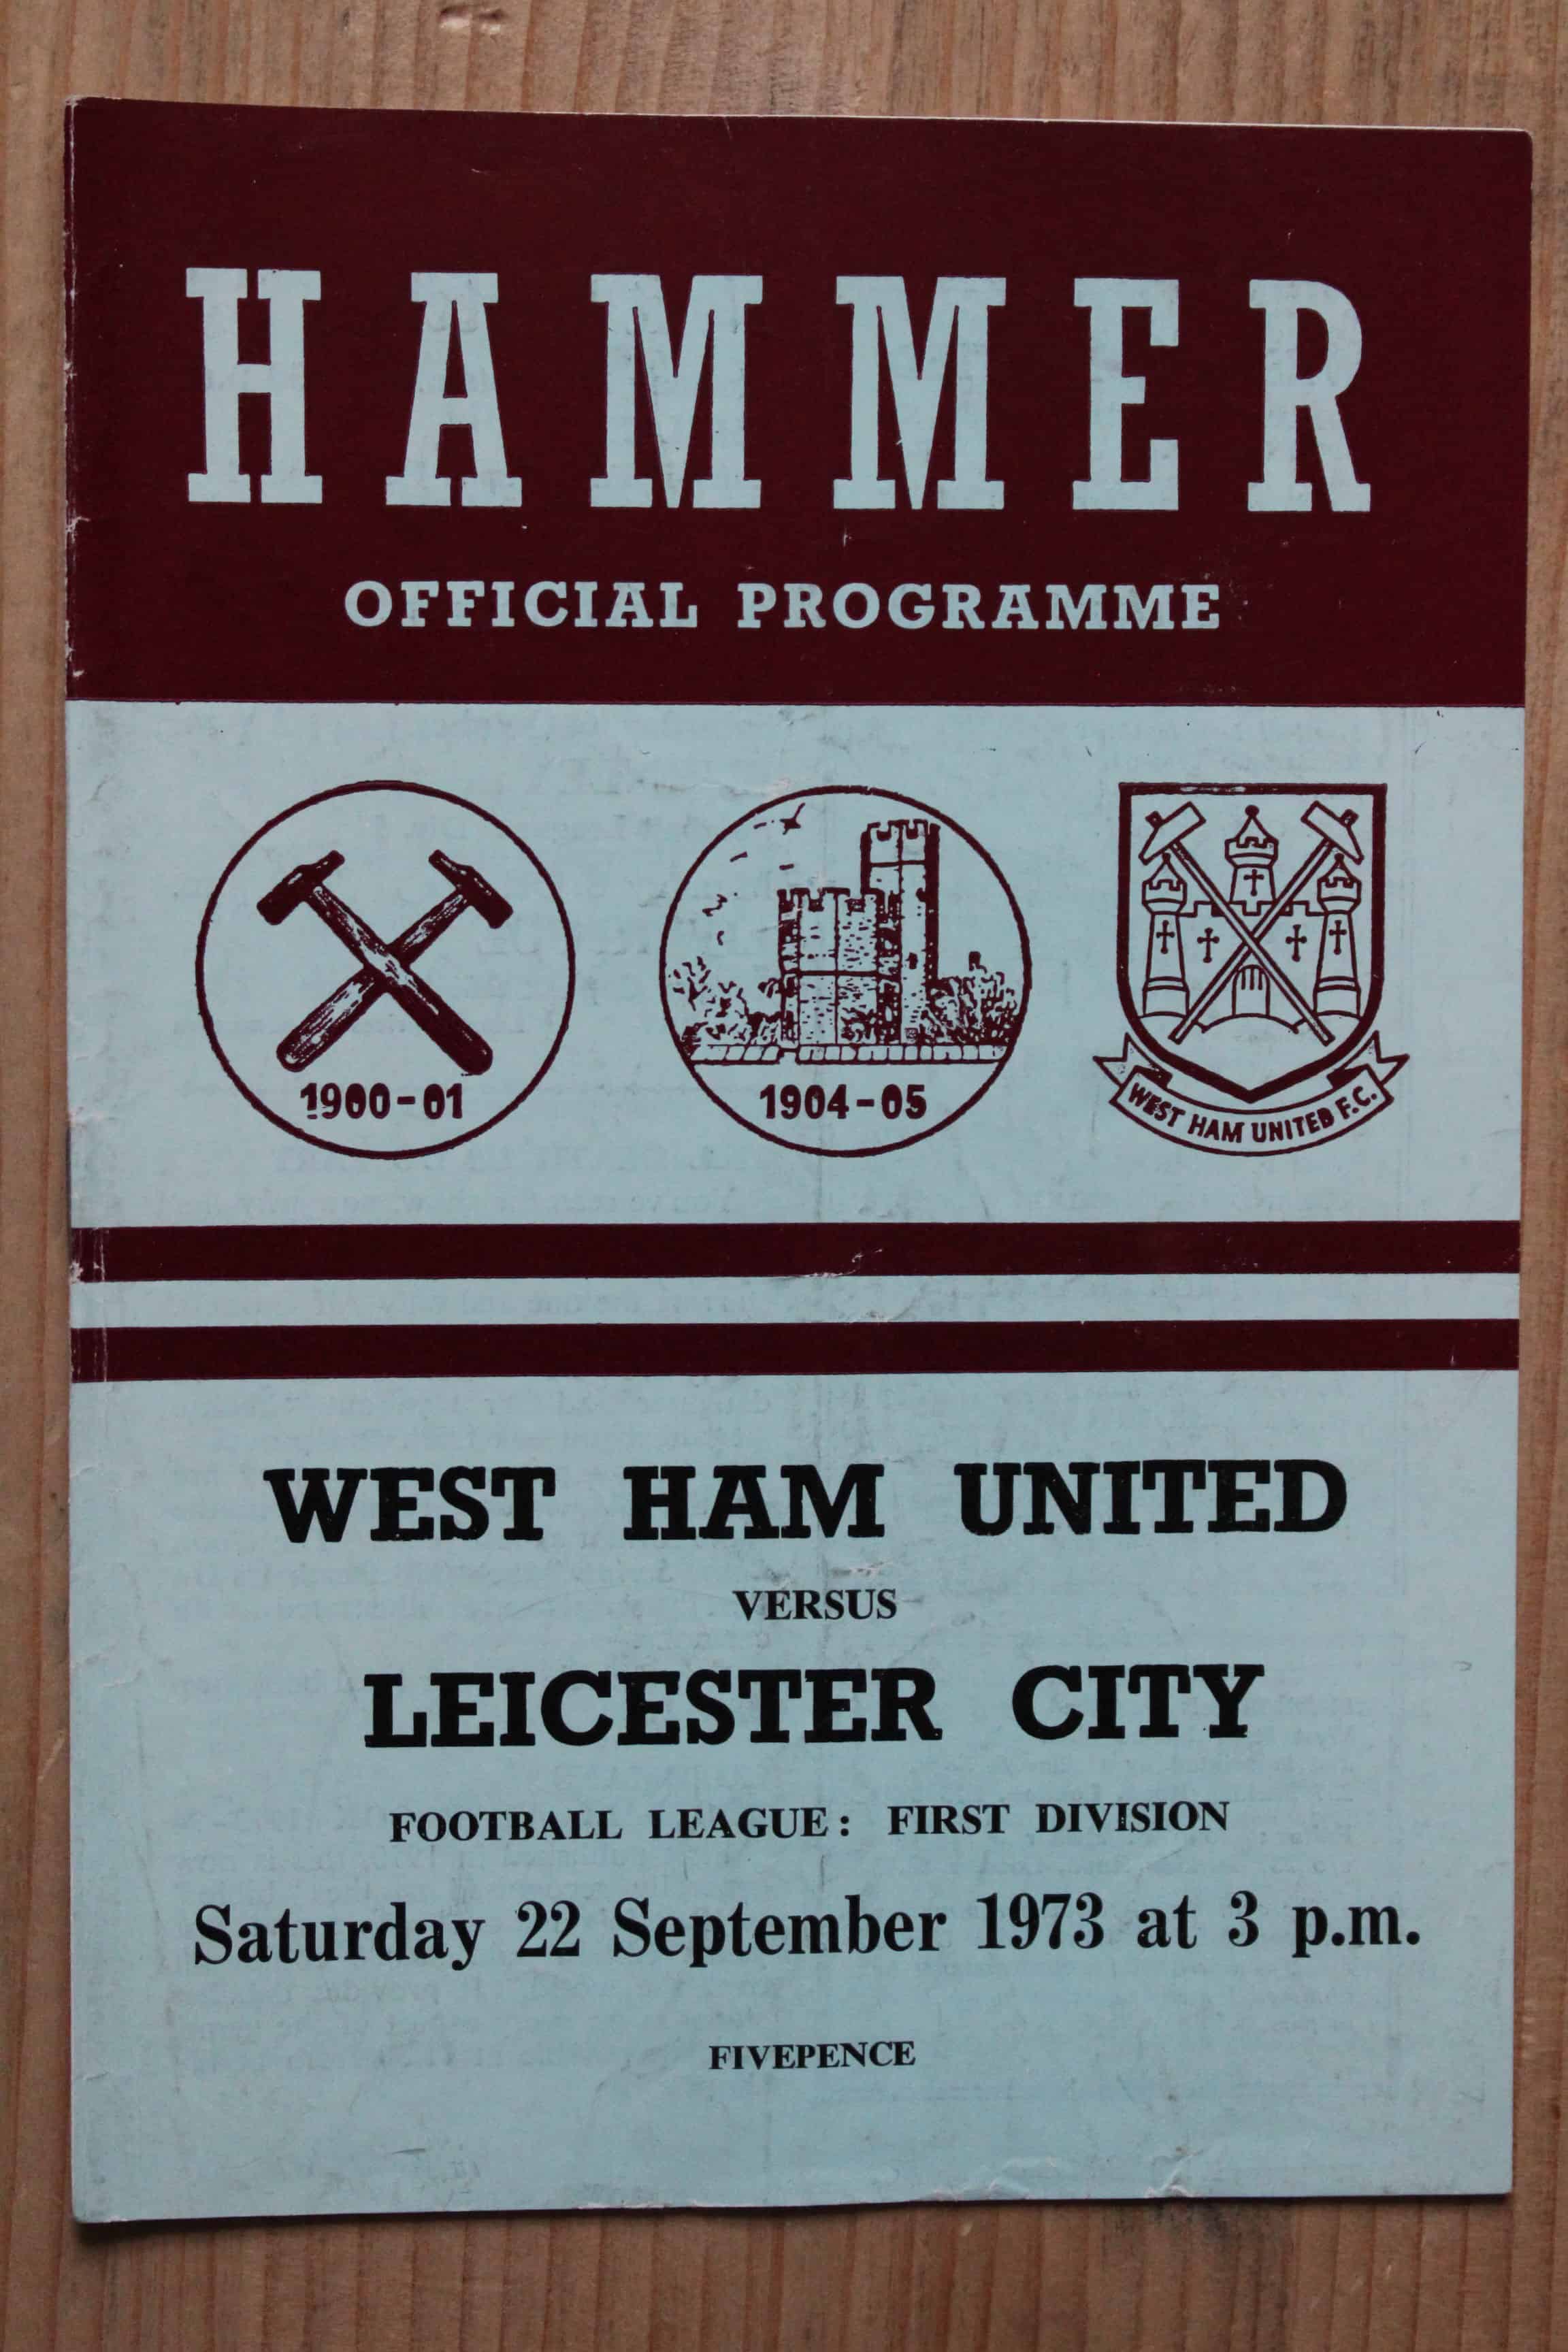 HAMMER
OFFICIAL PROGRAMME
1900-01
1904-05
WEST HAM UNITED F.C.
WEST HAM UNITED
VERSUS
LEICESTER CITY
FOOTBALL LEAGUE: FIRST DIVISION
Saturday 22 September 1973 at 3 p.m.
FIVEPENCE